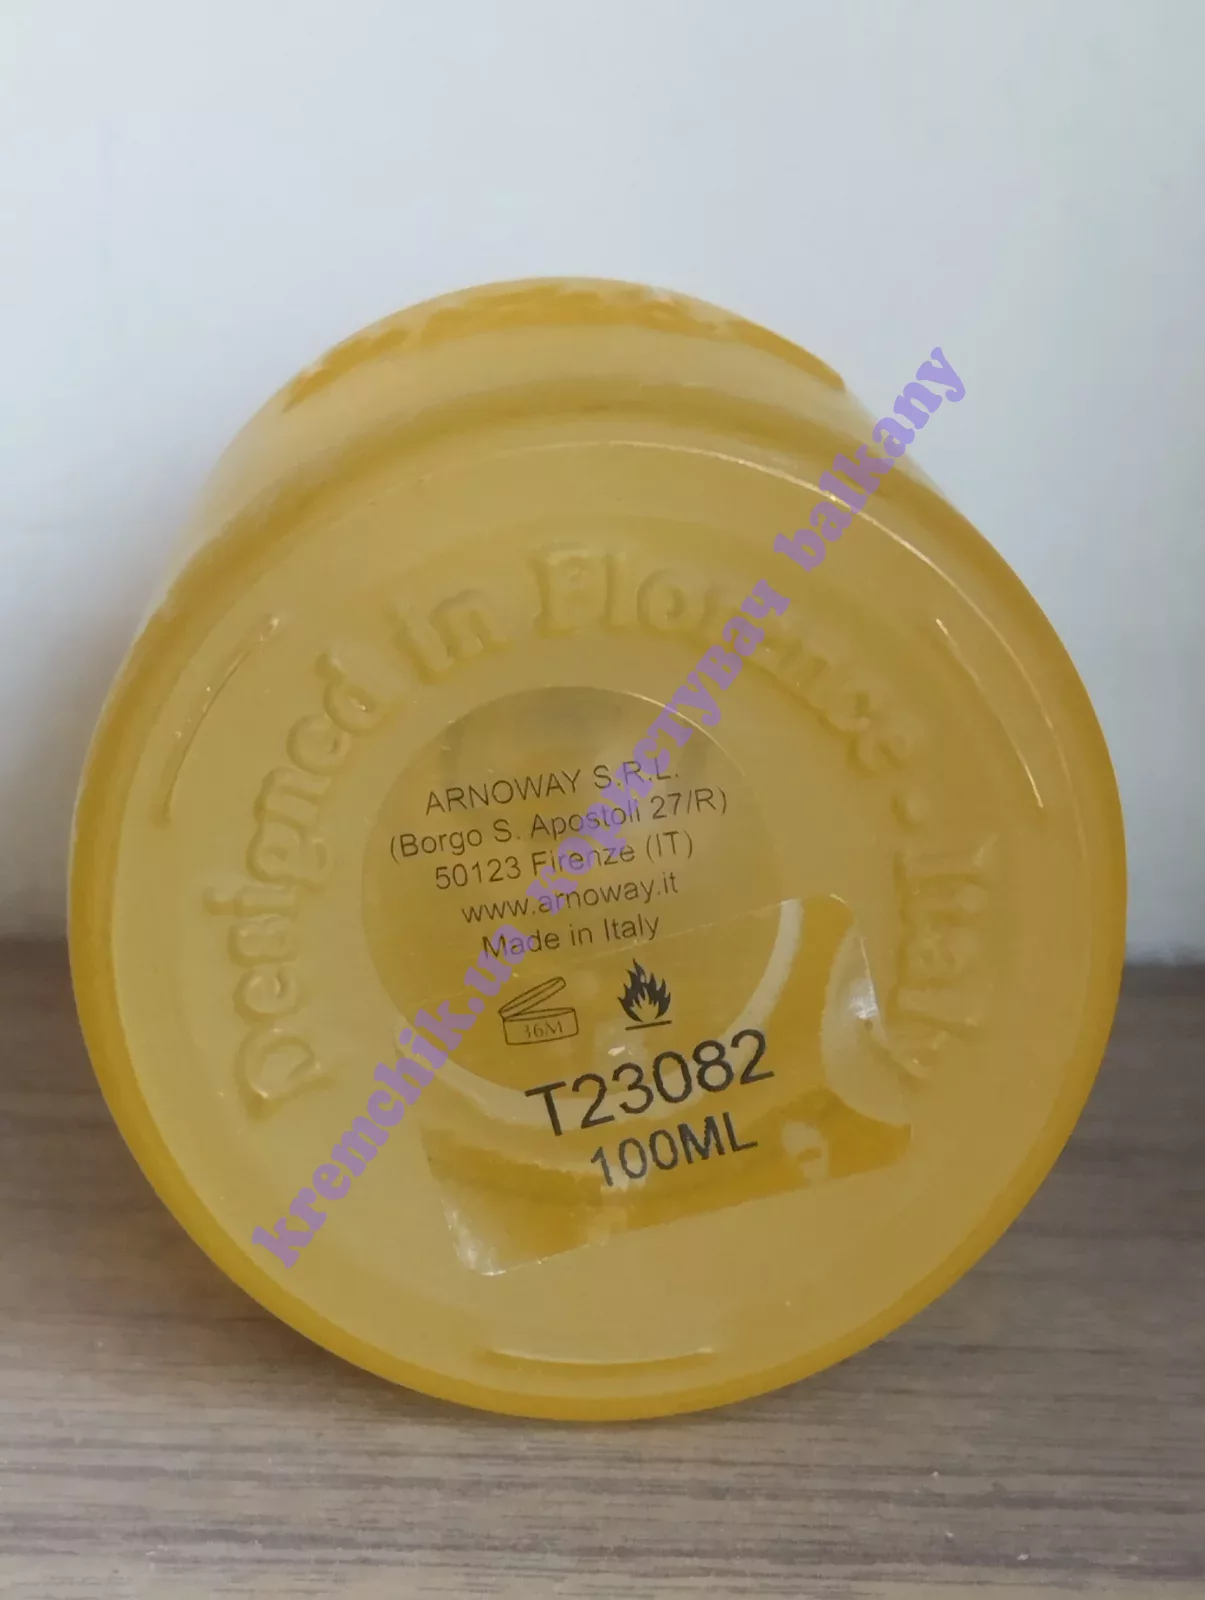 Designed in Florence - Italy
ARNOWAY S.R.L.
(Borgo S. Apostoli 27/R)
50123 Firenze (IT)
www.arnoway.it
Made in Italy
36M
T23082
100ML
kremchik.ua користувач balkany